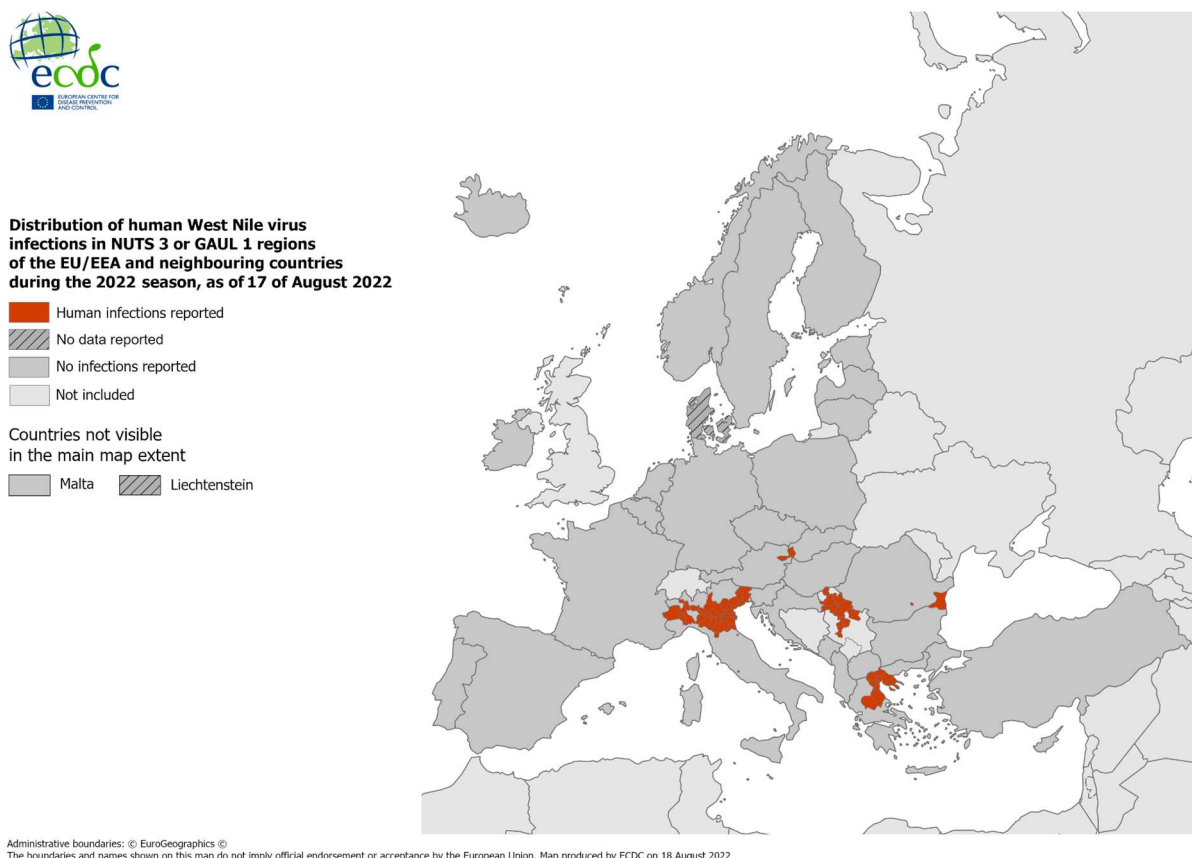 ecdc
EUROPEAN CENTRE FOR
DISEASE PREVENTION
AND CONTROL
Distribution of human West Nile virus
infections in NUTS 3 or GAUL 1 regions
of the EU/EEA and neighbouring countries
during the 2022 season, as of 17 of August 2022
Human infections reported
No data reported
No infections reported
Not included
Countries not visible
in the main map extent
Malta
Liechtenstein
Administrative boundaries: © EuroGeographics ©
The boundaries and names shown on this map do not imply official endorsement or acceptance by the European Union. Map produced by ECDC on 18 August 2022